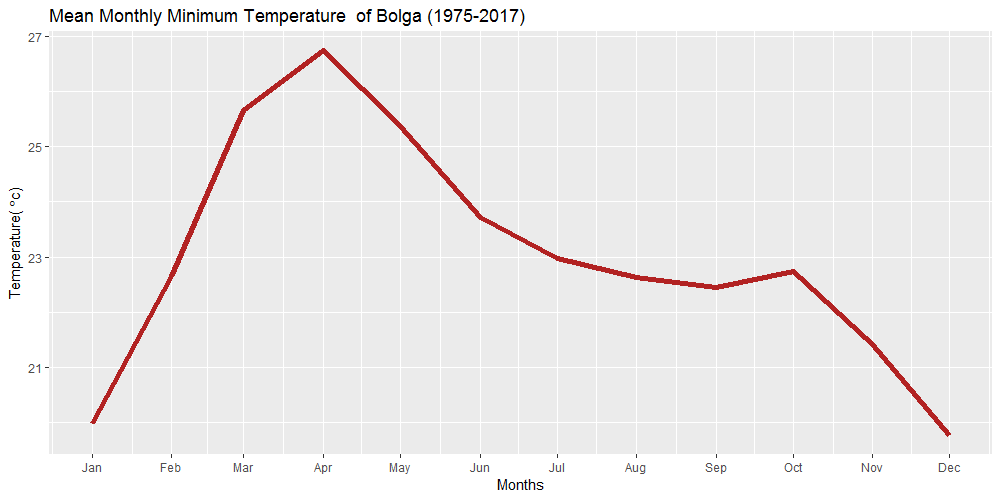 Mean Monthly Minimum Temperature  of Bolga (1975-2017)
27
25
23
21
Temperature( °c)
Jan Feb Mar Apr May Jun Jul Aug Sep Oct Nov Dec
Months